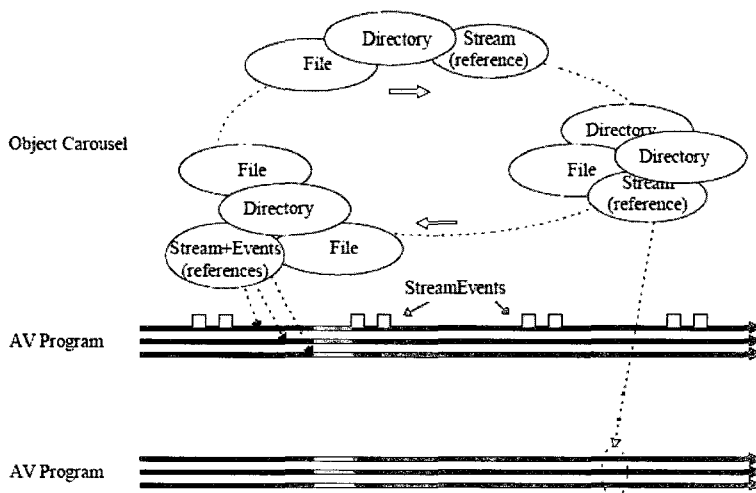 Directory
Stream
(reference)
File
Object Carousel
File
Directory
File
Directory
Stream
(reference)
Directory
Stream+Events
(references)
File
StreamEvents
AV Program
AV Program